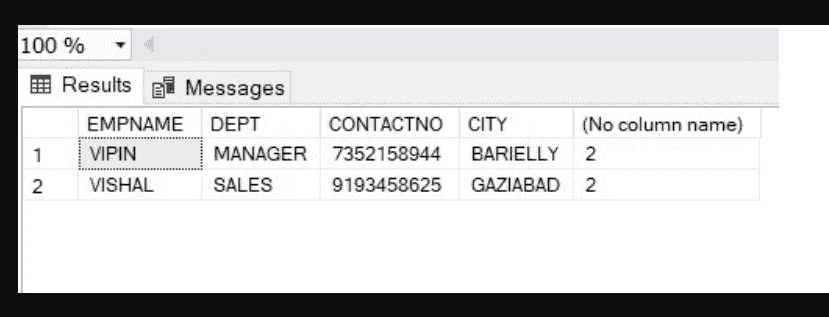 100 %
Results Messages
EMPNAME DEPT CONTACTNO CITY (No column name)
1 VIPIN MANAGER 7352158944 BARIELLY 2
2 VISHAL SALES 9193458625 GAZIABAD 2